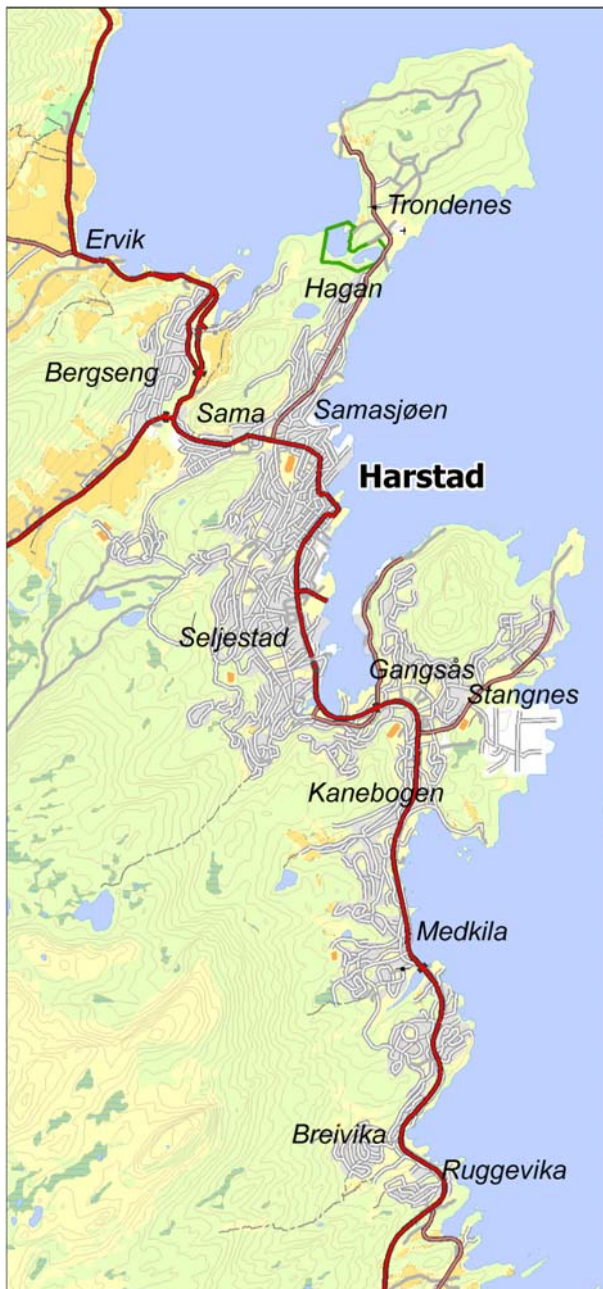 Trondenes
Ervik
Hagan
Bergseng
Sama
Samasjøen
Harstad
Seljestad
Gangsås
Stangnes
Kanebogen
Medkila
Breivika
Ruggevika